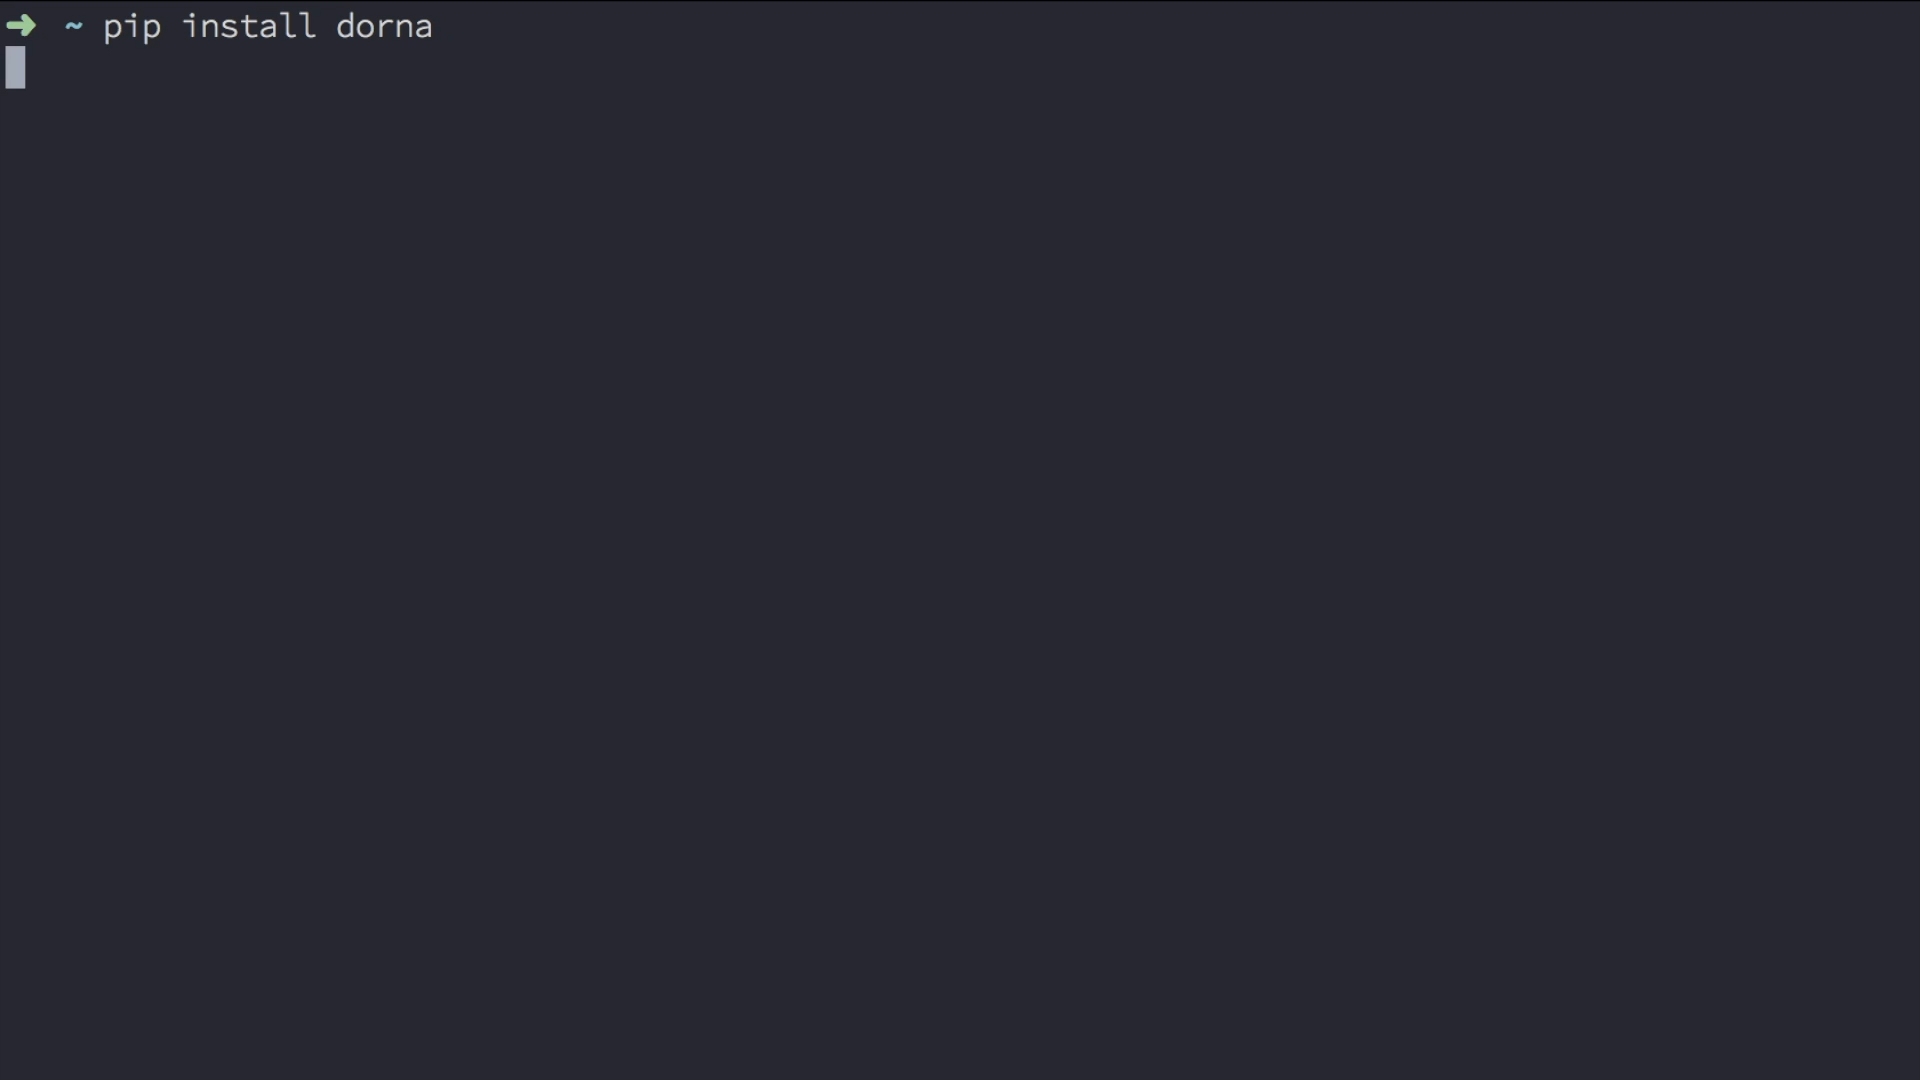 ➜ ~ pip install dorna